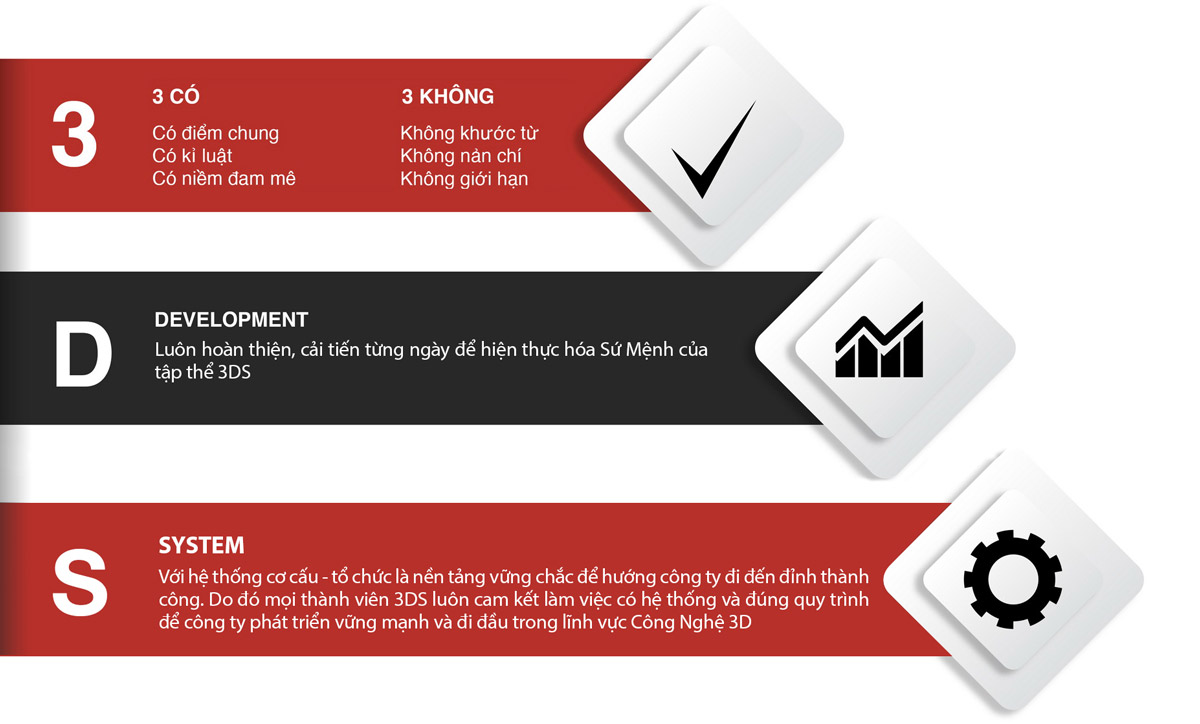 3
3 CÓ
Có điểm chung
Có kỉ luật
Có niềm đam mê
3 KHÔNG
Không khước từ
Không nản chí
Không giới hạn
D
DEVELOPMENT
Luôn hoàn thiện, cải tiến từng ngày để hiện thực hóa Sứ Mệnh của
tập thể 3DS
S
SYSTEM
Với hệ thống cơ cấu - tổ chức là nền tảng vững chắc để hướng công ty đi đến đỉnh thành
công. Do đó mọi thành viên 3DS luôn cam kết làm việc có hệ thống và đúng quy trình
để công ty phát triển vững mạnh và đi đầu trong lĩnh vực Công Nghệ 3D